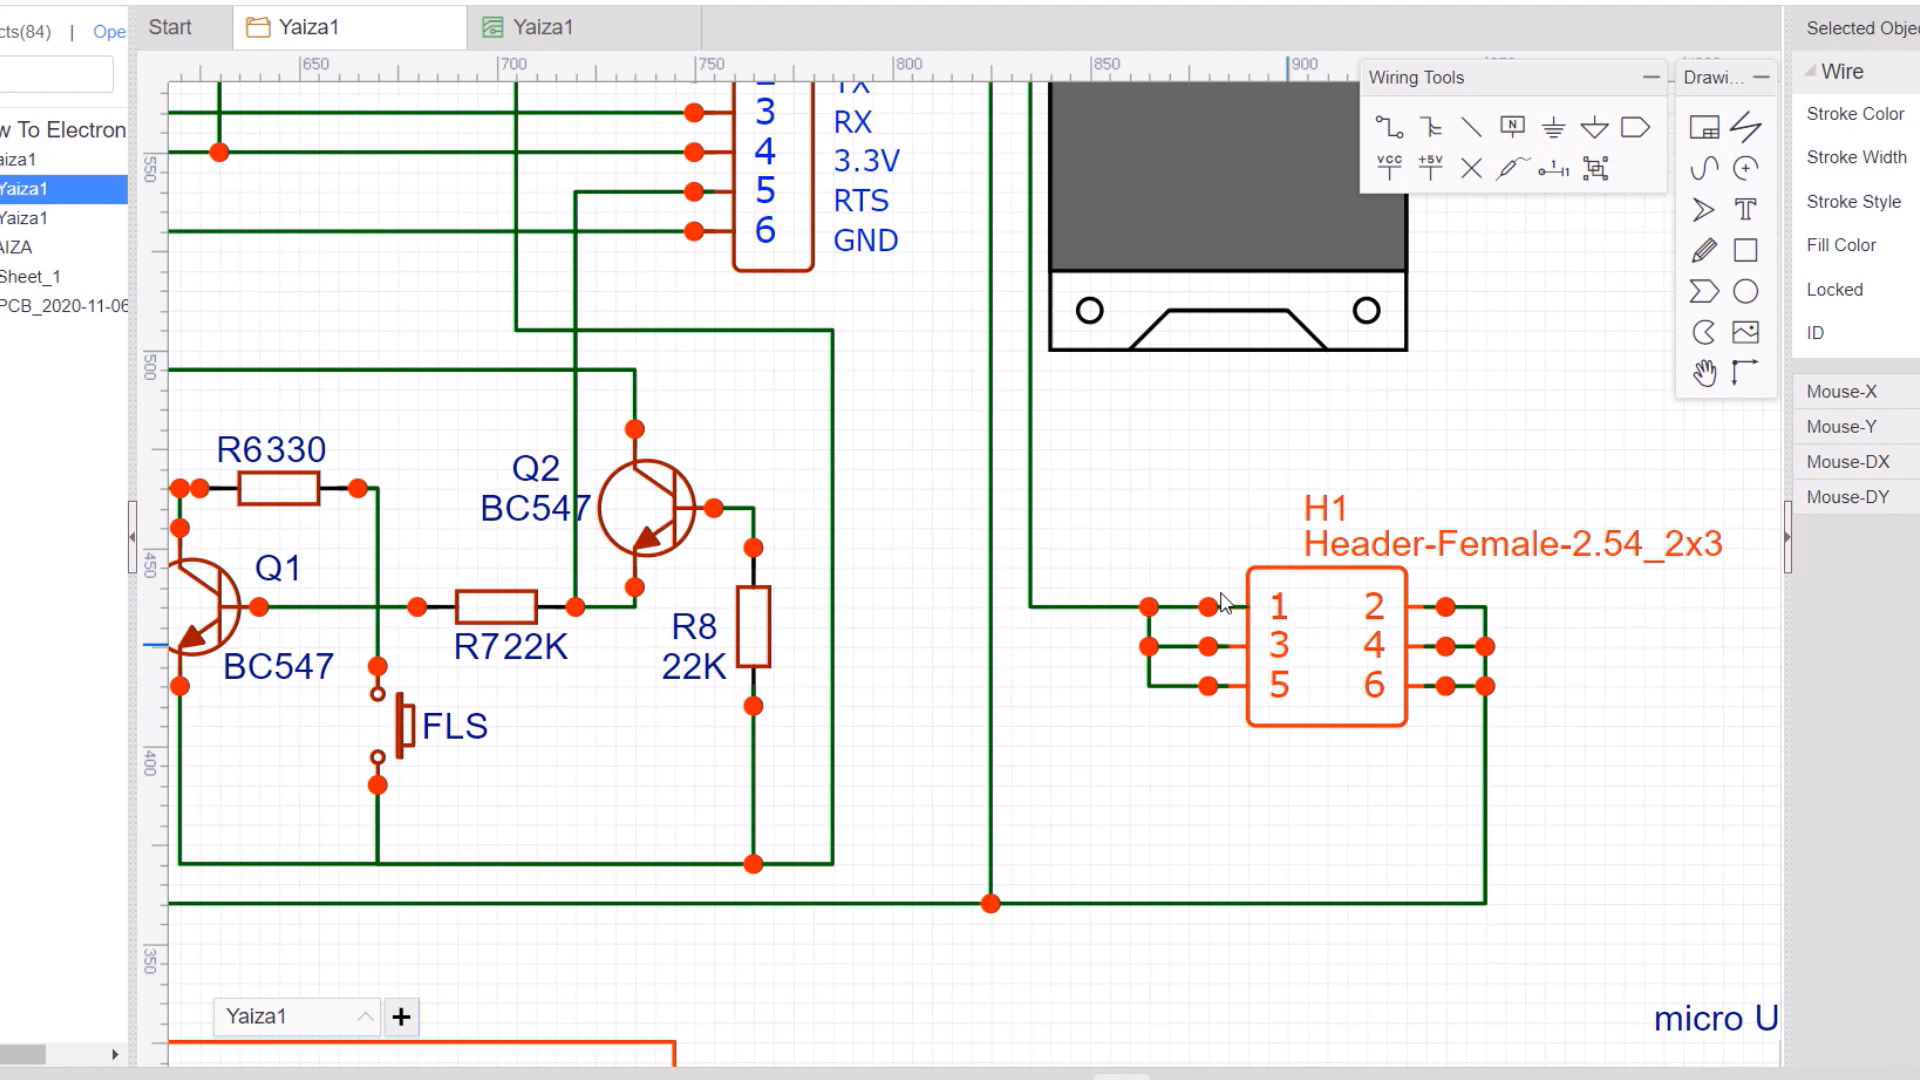 cts(84) | Ope
Start
Yaiza1
Yaiza1
w To Electron
aiza1
Yaiza1
Yaiza1
AIZA
Sheet_1
PCB_2020-11-06
650
700
750
800
850
900
550
500
450
400
350
3
4
5
6
TX
RX
3.3V
RTS
GND
R6330
Q1
BC547
Q2
BC547
R722K
R8
22K
FLS
H1
Header-Female-2.54_2x3
1 2
3 4
5 6
micro U
Yaiza1
+
Wiring Tools
N
VCC +5V
Drawi...
T
Selected Objec
Wire
Stroke Color
Stroke Width
Stroke Style
Fill Color
Locked
ID
Mouse-X
Mouse-Y
Mouse-DX
Mouse-DY